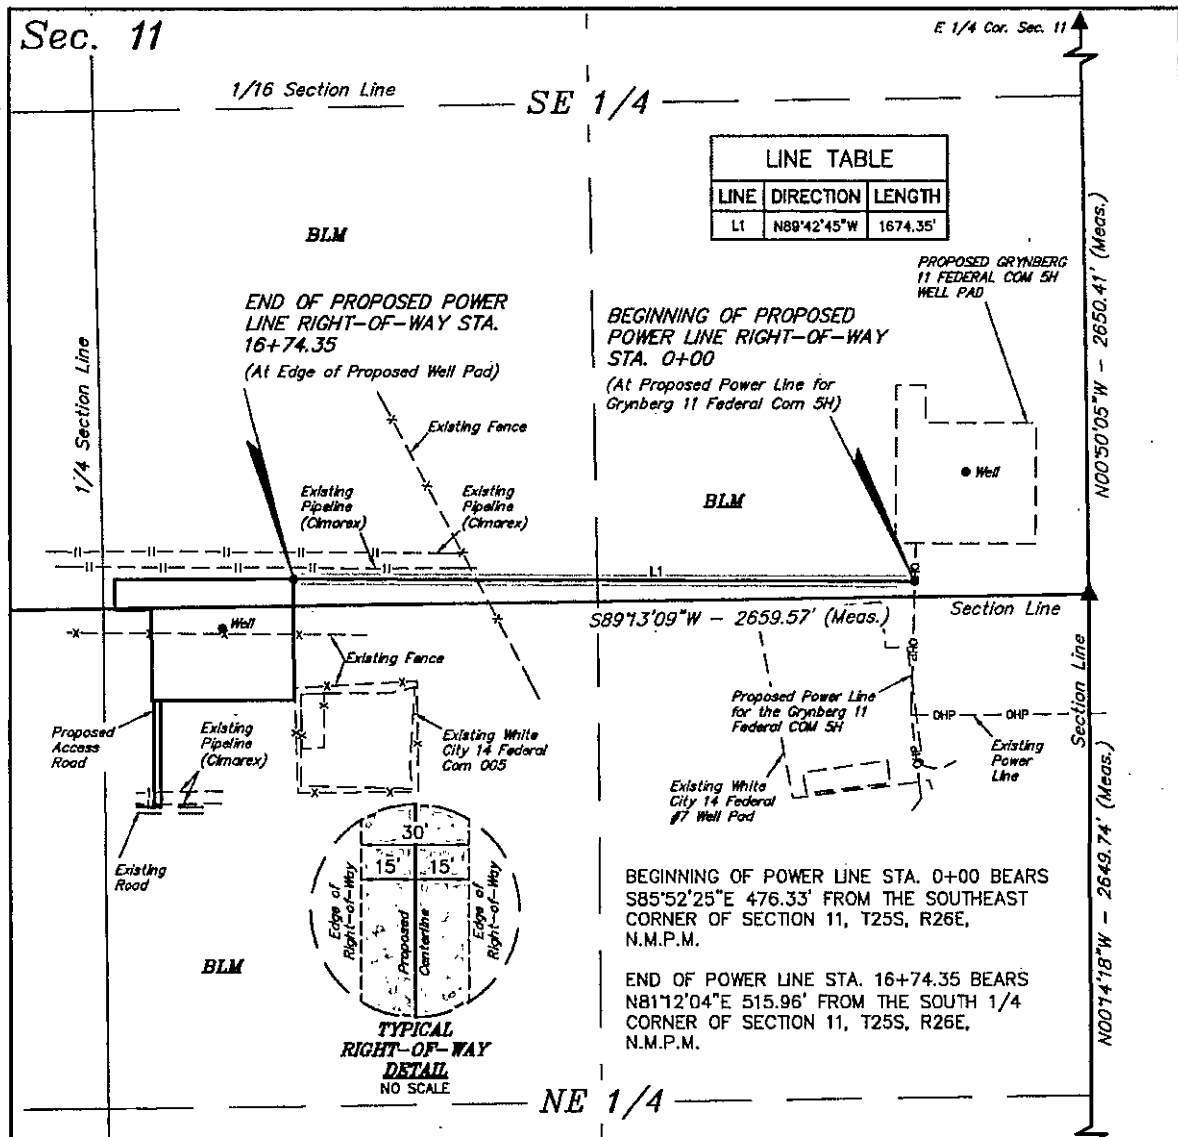 Sec. 11
E 1/4 Cor. Sec. 11
1/16 Section Line
SE 1/4
LINE TABLE
LINE DIRECTION LENGTH
L1 N89°42'45"W 1674.35'
BLM
PROPOSED GRYNBERG
11 FEDERAL COM 5H
WELL PAD
N00°50'05"W - 2650.41' (Meas.)
END OF PROPOSED POWER
LINE RIGHT-OF-WAY STA.
16+74.35
(At Edge of Proposed Well Pad)
BEGINNING OF PROPOSED
POWER LINE RIGHT-OF-WAY
STA. 0+00
(At Proposed Power Line for
Grynberg 11 Federal Com 5H)
1/4 Section Line
Existing Fence
Well
Existing
Pipeline
(Cimarex)
Existing
Pipeline
(Cimarex)
BLM
L1
OHP
S89°13'09"W - 2659.57' (Meas.)
Section Line
Well
Existing Fence
OHP
Section Line
Proposed
Access
Road
Existing
Pipeline
(Cimarex)
Existing White
City 14 Federal
Com 005
Proposed Power Line
for the Grynberg 11
Federal COM 5H
OHP OHP
Existing
Power
Line
OHP
Existing White
City 14 Federal
#7 Well Pad
Existing
Road
30'
15' 15'
Edge of
Right-of-Way
Proposed
Centerline
Edge of
Right-of-Way
BLM
TYPICAL
RIGHT-OF-WAY
DETAIL
NO SCALE
BEGINNING OF POWER LINE STA. 0+00 BEARS
S85°52'25"E 476.33' FROM THE SOUTHEAST
CORNER OF SECTION 11, T25S, R26E,
N.M.P.M.
END OF POWER LINE STA. 16+74.35 BEARS
N81°12'04"E 515.96' FROM THE SOUTH 1/4
CORNER OF SECTION 11, T25S, R26E,
N.M.P.M.
N00°14'18"W - 2649.74' (Meas.)
NE 1/4